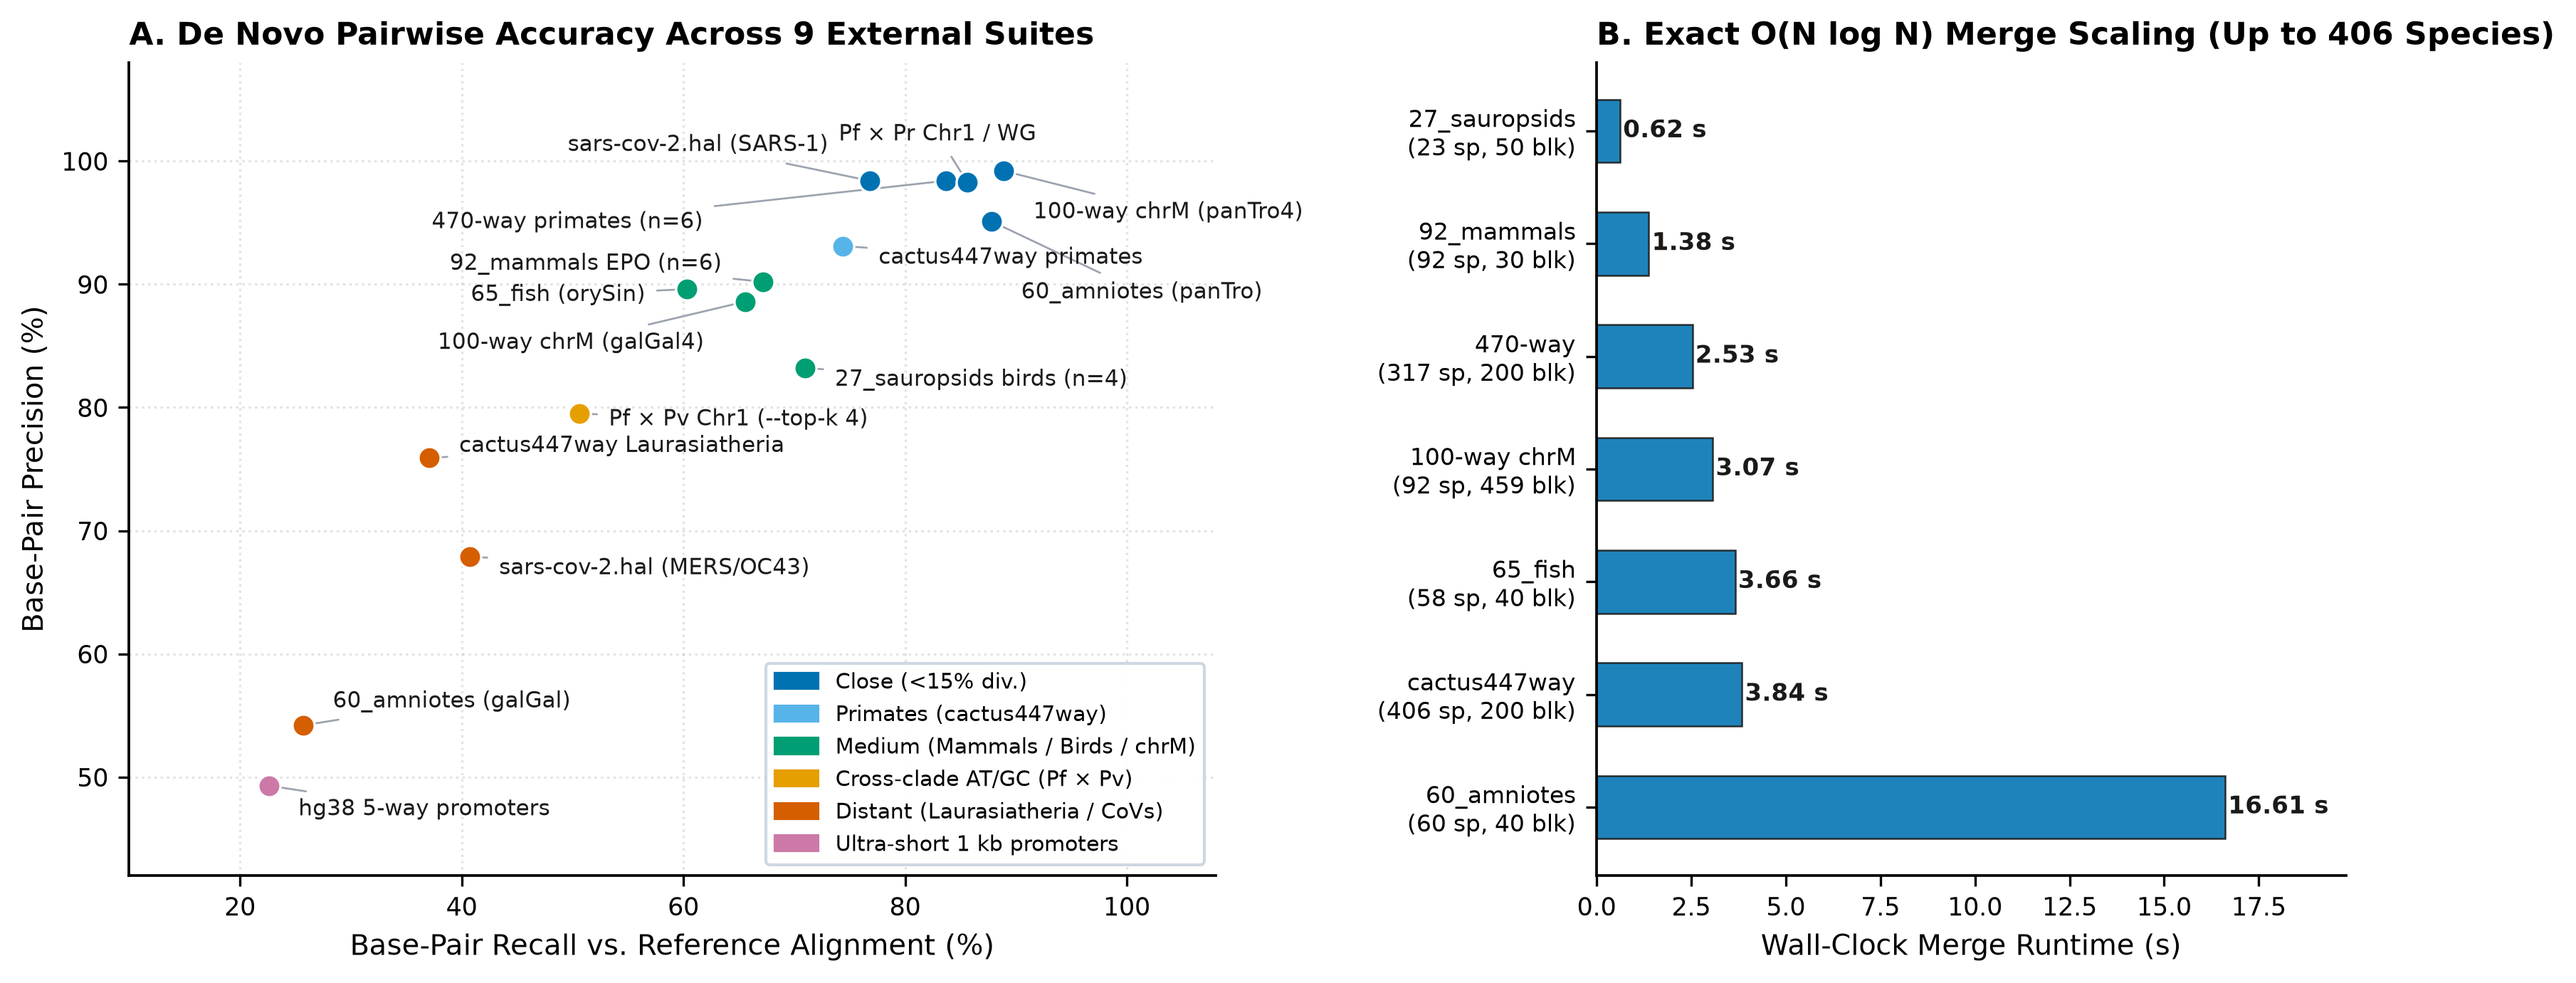 A. De Novo Pairwise Accuracy Across 9 External Suites
Base-Pair Precision (%)
100
90
80
70
60
50
Pf × Pr Chr1 / WG
sars-cov-2.hal (SARS-1)
100-way chrM (panTro4)
470-way primates (n=6)
cactus447way primates
92_mammals EPO (n=6)
60_amniotes (panTro)
65_fish (orySin)
100-way chrM (galGal4)
27_sauropsids birds (n=4)
Pf × Pv Chr1 (--top-k 4)
cactus447way Laurasiatheria
sars-cov-2.hal (MERS/OC43)
60_amniotes (galGal)
hg38 5-way promoters
Close (<15% div.)
Primates (cactus447way)
Medium (Mammals / Birds / chrM)
Cross-clade AT/GC (Pf × Pv)
Distant (Laurasiatheria / CoVs)
Ultra-short 1 kb promoters
20
40
60
80
100
Base-Pair Recall vs. Reference Alignment (%)
B. Exact O(N log N) Merge Scaling (Up to 406 Species)
27_sauropsids
(23 sp, 50 blk)
0.62 s
92_mammals
(92 sp, 30 blk)
1.38 s
470-way
(317 sp, 200 blk)
2.53 s
100-way chrM
(92 sp, 459 blk)
3.07 s
65_fish
(58 sp, 40 blk)
3.66 s
cactus447way
(406 sp, 200 blk)
3.84 s
60_amniotes
(60 sp, 40 blk)
16.61 s
0.0
2.5
5.0
7.5
10.0
12.5
15.0
17.5
Wall-Clock Merge Runtime (s)